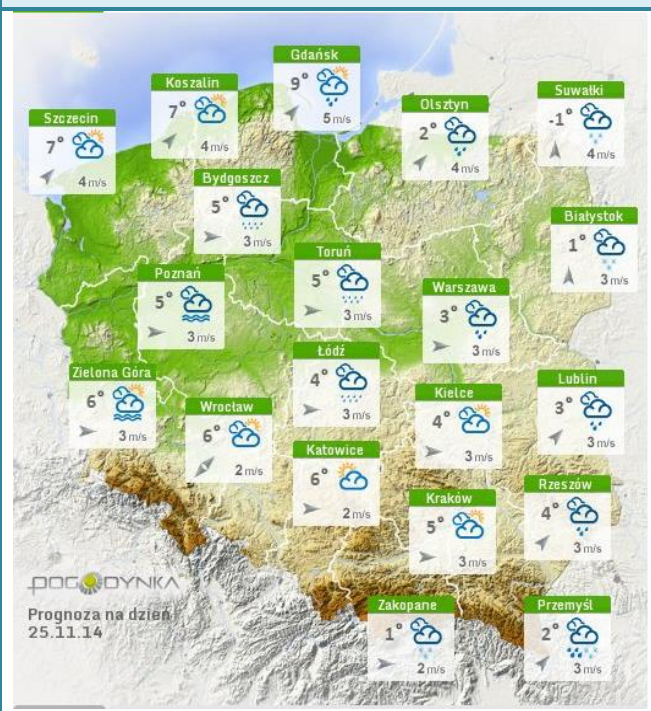 Gdańsk
9°
5 m/s
Koszalin
7°
4 m/s
Suwałki
-1°
4 m/s
Olsztyn
2°
4 m/s
Szczecin
7°
4 m/s
Bydgoszcz
5°
3 m/s
Białystok
1°
3 m/s
Toruń
5°
3 m/s
Poznań
5°
3 m/s
Warszawa
3°
3 m/s
Łódź
4°
3 m/s
Zielona Góra
6°
3 m/s
Lublin
3°
3 m/s
Kielce
4°
3 m/s
Wrocław
6°
2 m/s
Katowice
6°
2 m/s
Rzeszów
4°
3 m/s
Kraków
5°
3 m/s
POGODYNKA
Prognoza na dzień
25.11.14
Zakopane
1°
2 m/s
Przemyśl
2°
3 m/s